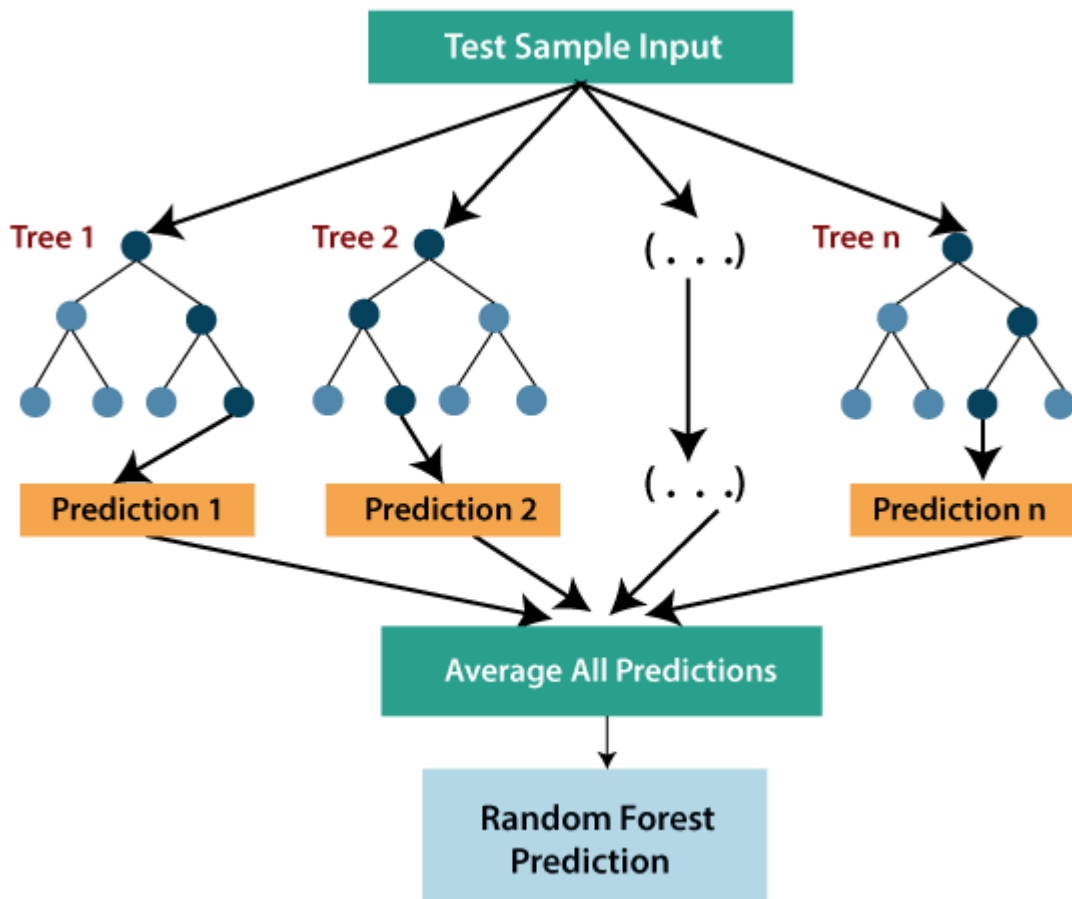 Test Sample Input
Tree 1
Tree 2
(. . .)
Tree n
(. . .)
Prediction 1
Prediction 2
Prediction n
Average All Predictions
Random Forest
Prediction